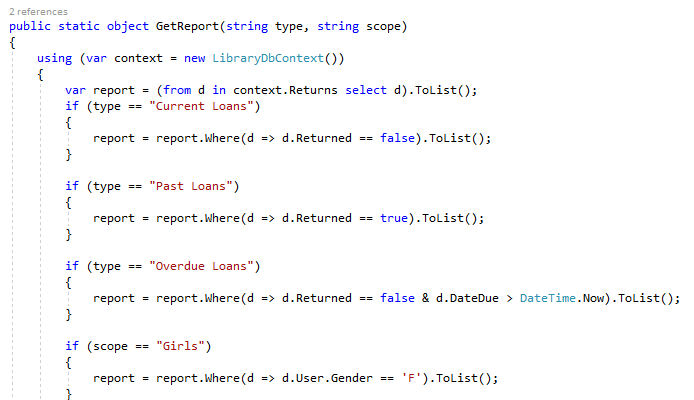 2 references
public static object GetReport(string type, string scope)
{
    using (var context = new LibraryDbContext())
    {
        var report = (from d in context.Returns select d).ToList();
        if (type == "Current Loans")
        {
            report = report.Where(d => d.Returned == false).ToList();
        }

        if (type == "Past Loans")
        {
            report = report.Where(d => d.Returned == true).ToList();
        }

        if (type == "Overdue Loans")
        {
            report = report.Where(d => d.Returned == false & d.DateDue > DateTime.Now).ToList();
        }

        if (scope == "Girls")
        {
            report = report.Where(d => d.User.Gender == 'F').ToList();
        }